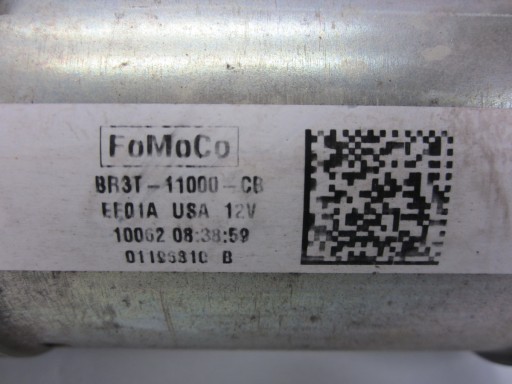 FoMoCo
BR3T-11000-CB
EE01A USA 12V
10062 08:38:59
01195810 B